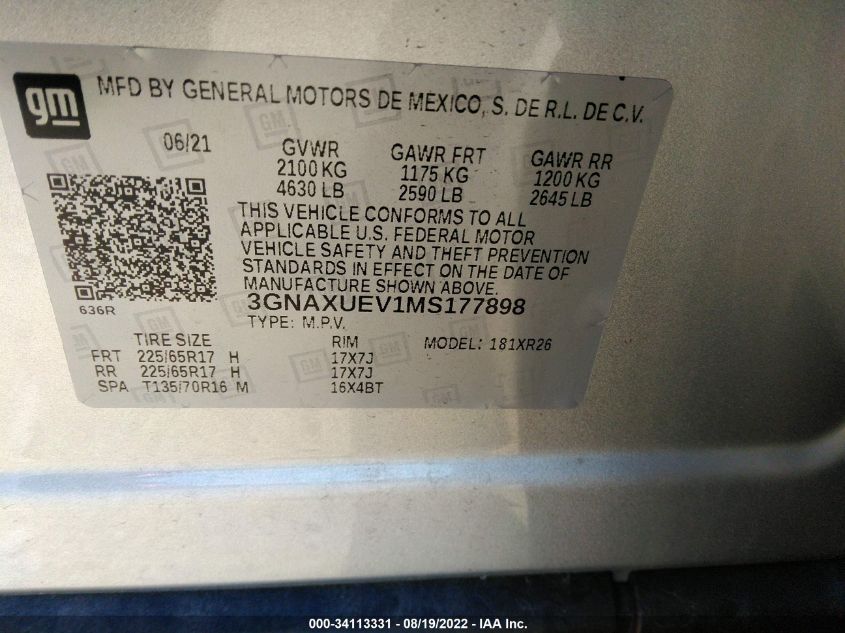 gm
MFD BY GENERAL MOTORS DE MEXICO, S. DE R.L. DE C.V.
06/21 GVWR GAWR FRT GAWR RR
2100 KG 1175 KG 1200 KG
4630 LB 2590 LB 2645 LB
THIS VEHICLE CONFORMS TO ALL
APPLICABLE U.S. FEDERAL MOTOR
VEHICLE SAFETY AND THEFT PREVENTION
STANDARDS IN EFFECT ON THE DATE OF
MANUFACTURE SHOWN ABOVE.
636R
3GNAXUEV1MS177898
TYPE: M.P.V.
TIRE SIZE RIM MODEL: 181XR26
FRT 225/65R17 H 17X7J
RR 225/65R17 H 17X7J
SPA T135/70R16 M 16X4BT
000-34113331 - 08/19/2022 - IAA Inc.